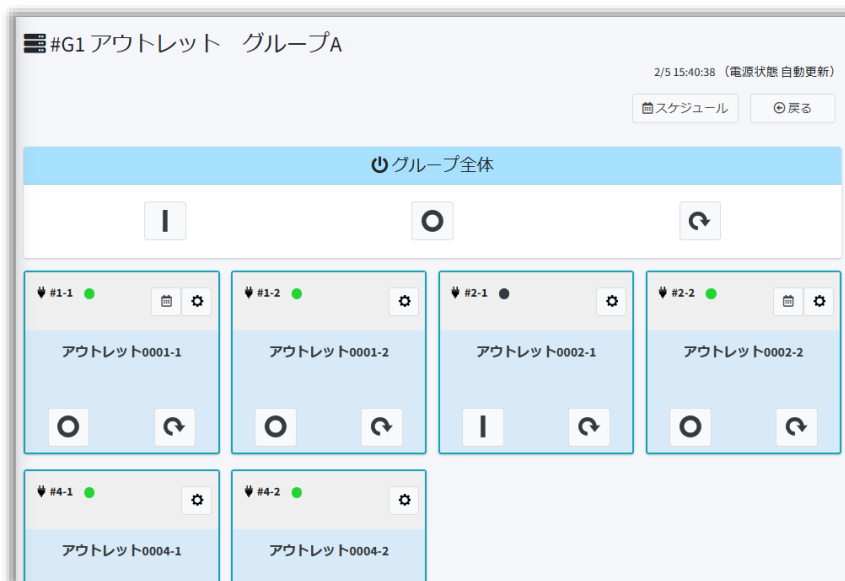 #G1 アウトレット　グループA
2/5 15:40:38 （電源状態 自動更新）
スケジュール
戻る
グループ全体
#1-1
#1-2
#2-1
#2-2
アウトレット0001-1
アウトレット0001-2
アウトレット0002-1
アウトレット0002-2
#4-1
#4-2
アウトレット0004-1
アウトレット0004-2